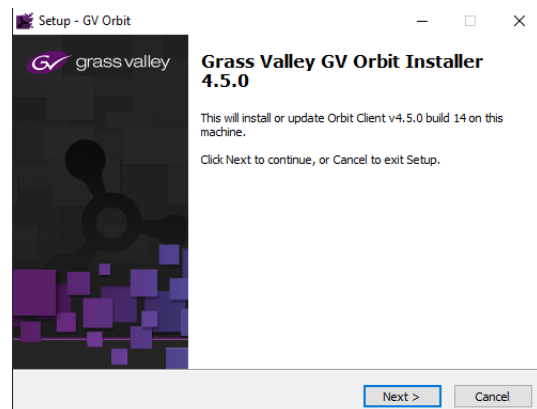 Setup - GV Orbit
GV grass valley
Grass Valley GV Orbit Installer
4.5.0
This will install or update Orbit Client v4.5.0 build 14 on this
machine.
Click Next to continue, or Cancel to exit Setup.
Next >
Cancel